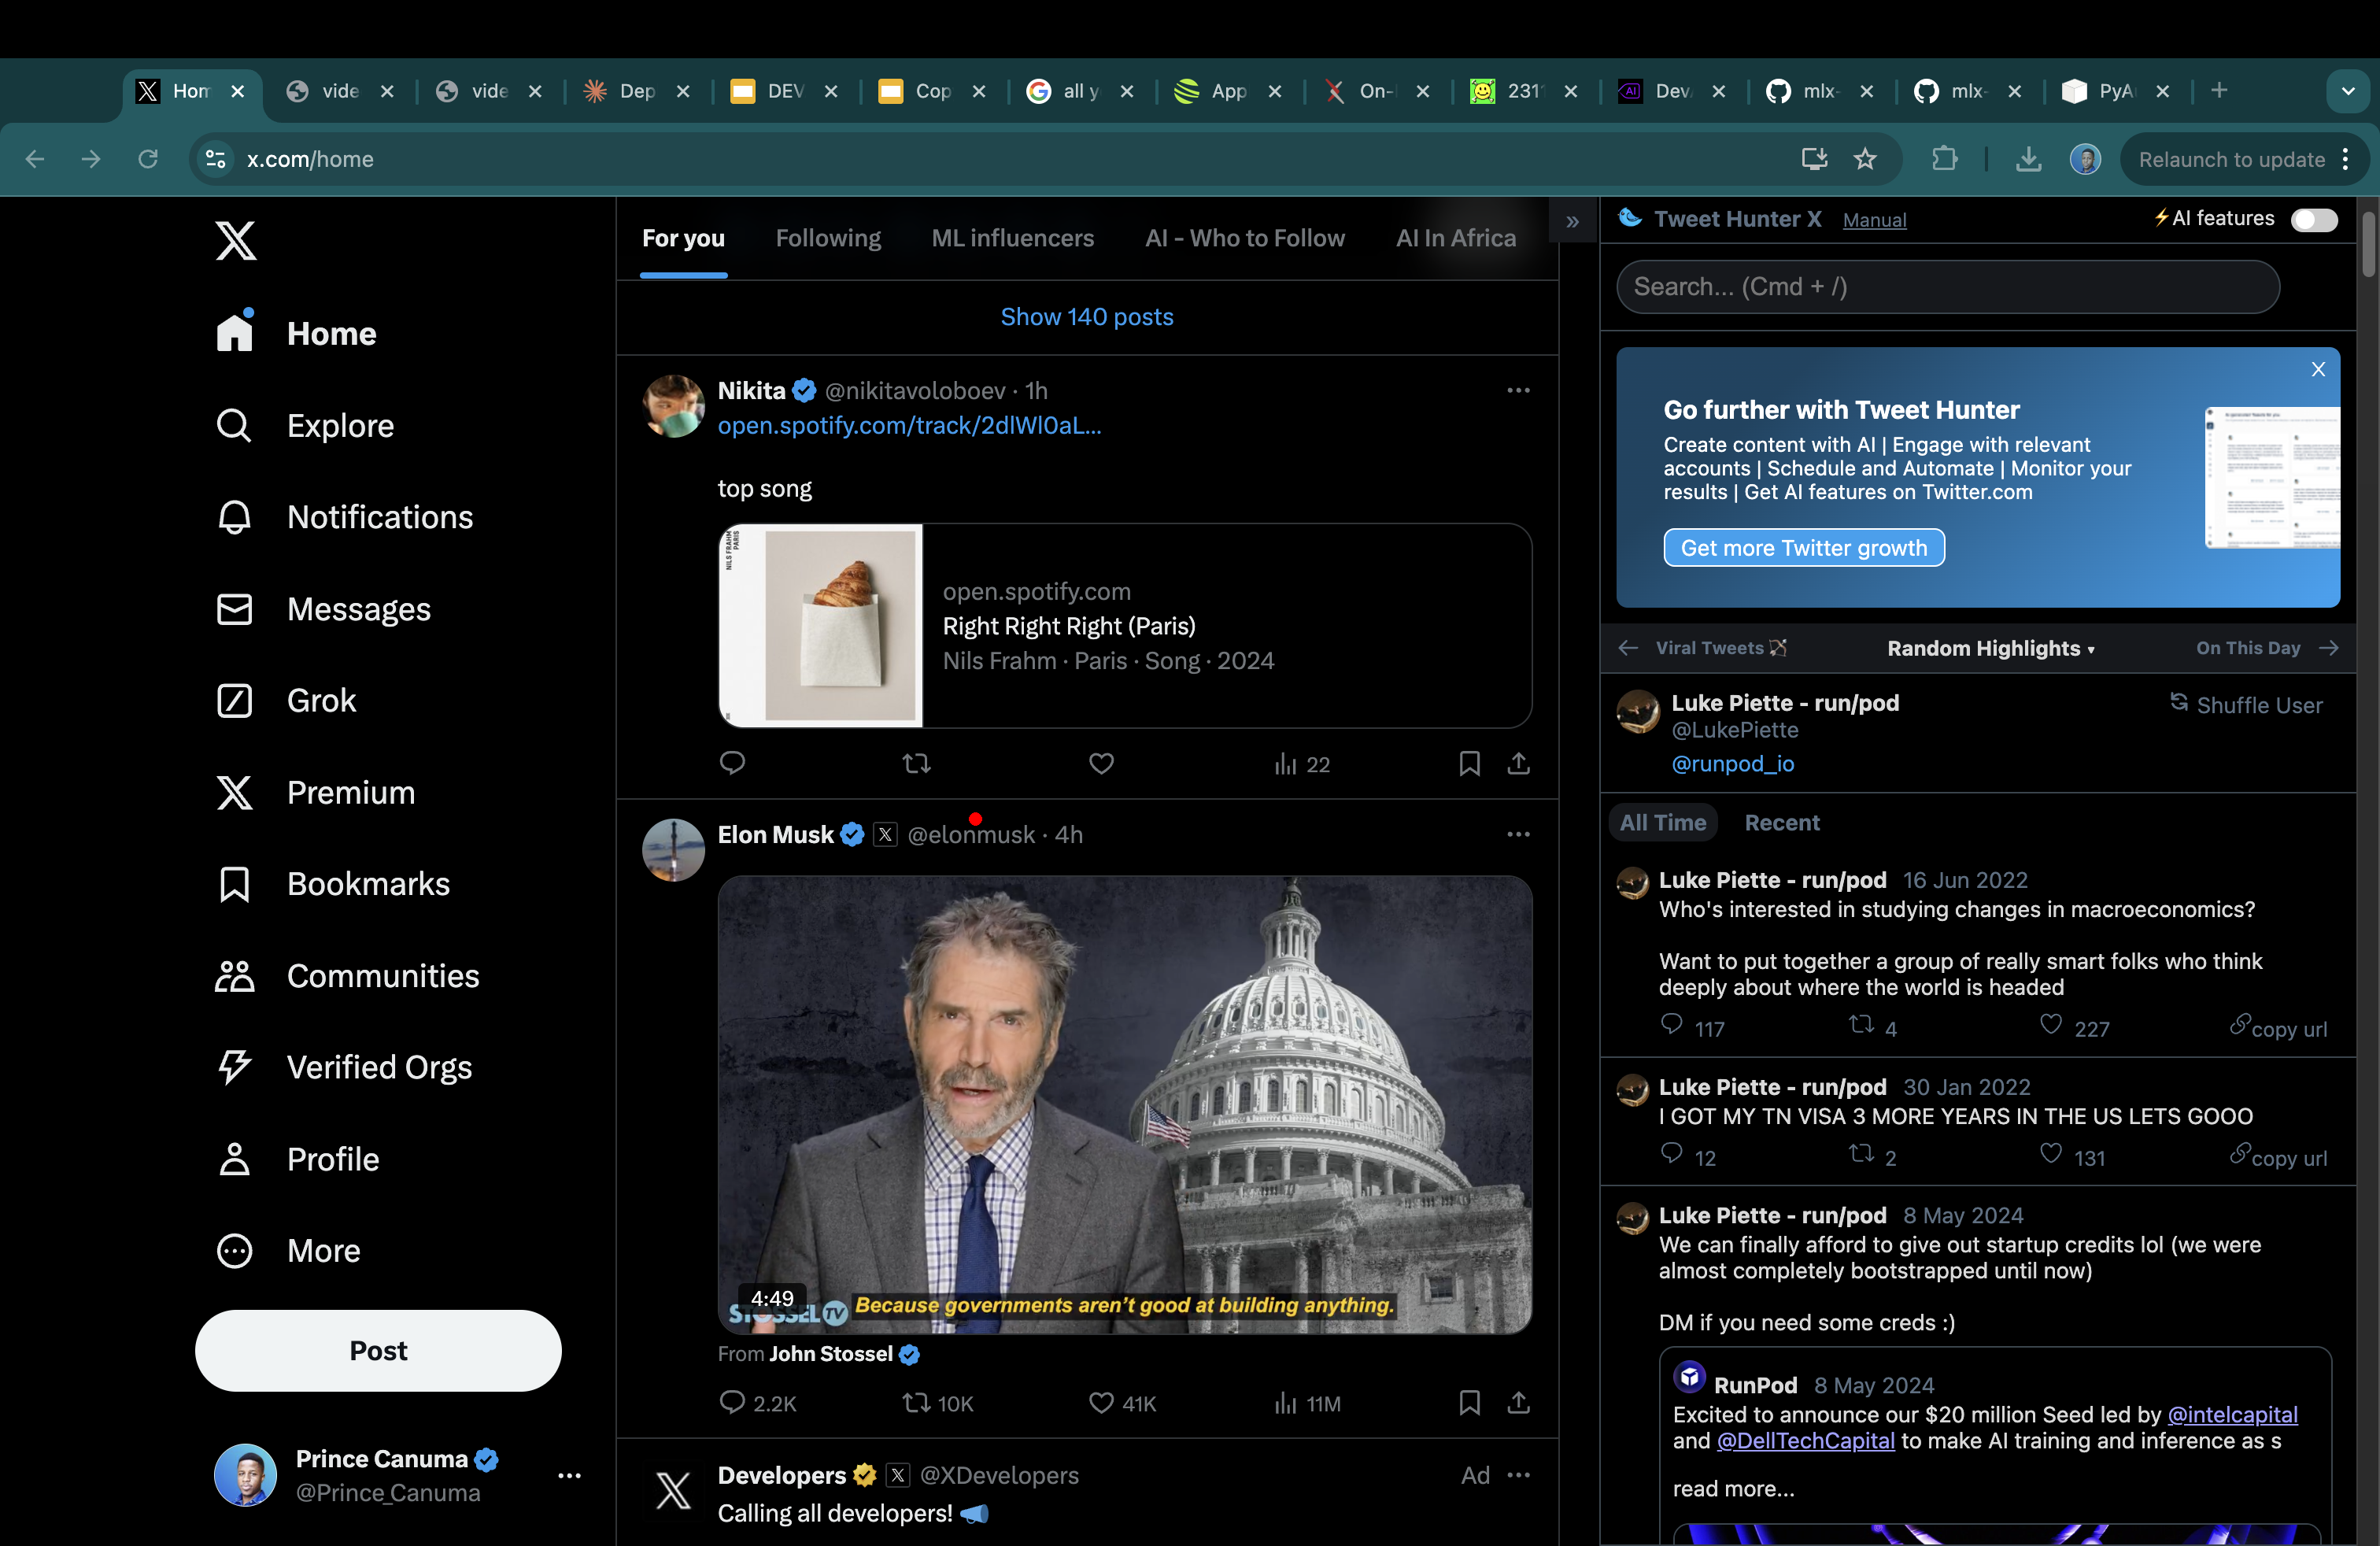 Hom
vide
vide
Dep
DEV
Cop
all y
App
On-
231
Dev
mlx-
mlx-
PyA
x.com/home
Relaunch to update
Home
Explore
Notifications
Messages
Grok
Premium
Bookmarks
Communities
Verified Orgs
Profile
More
Post
Prince Canuma
@Prince_Canuma
For you
Following
ML influencers
AI - Who to Follow
AI In Africa
Show 140 posts
Nikita @nikitavoloboev · 1h
open.spotify.com/track/2dlWl0aL...
top song
NILS FRAHM
PARIS
open.spotify.com
Right Right Right (Paris)
Nils Frahm · Paris · Song · 2024
22
Elon Musk @elonmusk · 4h
4:49
STOSSEL TV
Because governments aren't good at building anything.
From John Stossel
2.2K
10K
41K
11M
Developers @XDevelopers
Ad
Calling all developers!
»
Tweet Hunter X
Manual
⚡AI features
Search... (Cmd + /)
X
Go further with Tweet Hunter
Create content with AI | Engage with relevant
accounts | Schedule and Automate | Monitor your
results | Get AI features on Twitter.com
Get more Twitter growth
← Viral Tweets
Random Highlights ▾
On This Day →
Luke Piette - run/pod
Shuffle User
@LukePiette
@runpod_io
All Time
Recent
Luke Piette - run/pod 16 Jun 2022
Who's interested in studying changes in macroeconomics?
Want to put together a group of really smart folks who think
deeply about where the world is headed
117
4
227
copy url
Luke Piette - run/pod 30 Jan 2022
I GOT MY TN VISA 3 MORE YEARS IN THE US LETS GOOO
12
2
131
copy url
Luke Piette - run/pod 8 May 2024
We can finally afford to give out startup credits lol (we were
almost completely bootstrapped until now)
DM if you need some creds :)
RunPod 8 May 2024
Excited to announce our $20 million Seed led by @intelcapital
and @DellTechCapital to make AI training and inference as s
read more...